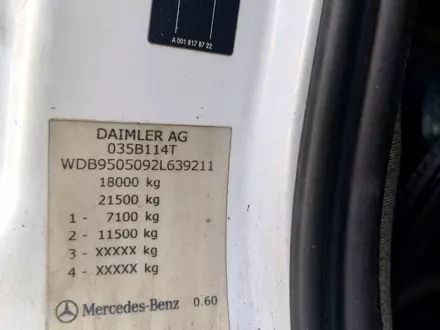 A 001 817 87 22
DAIMLER AG
035B114T
WDB9505092L639211
18000 kg
21500 kg
1 - 7100 kg
2 - 11500 kg
3 - XXXXX kg
4 - XXXXX kg
Mercedes-Benz 0.60